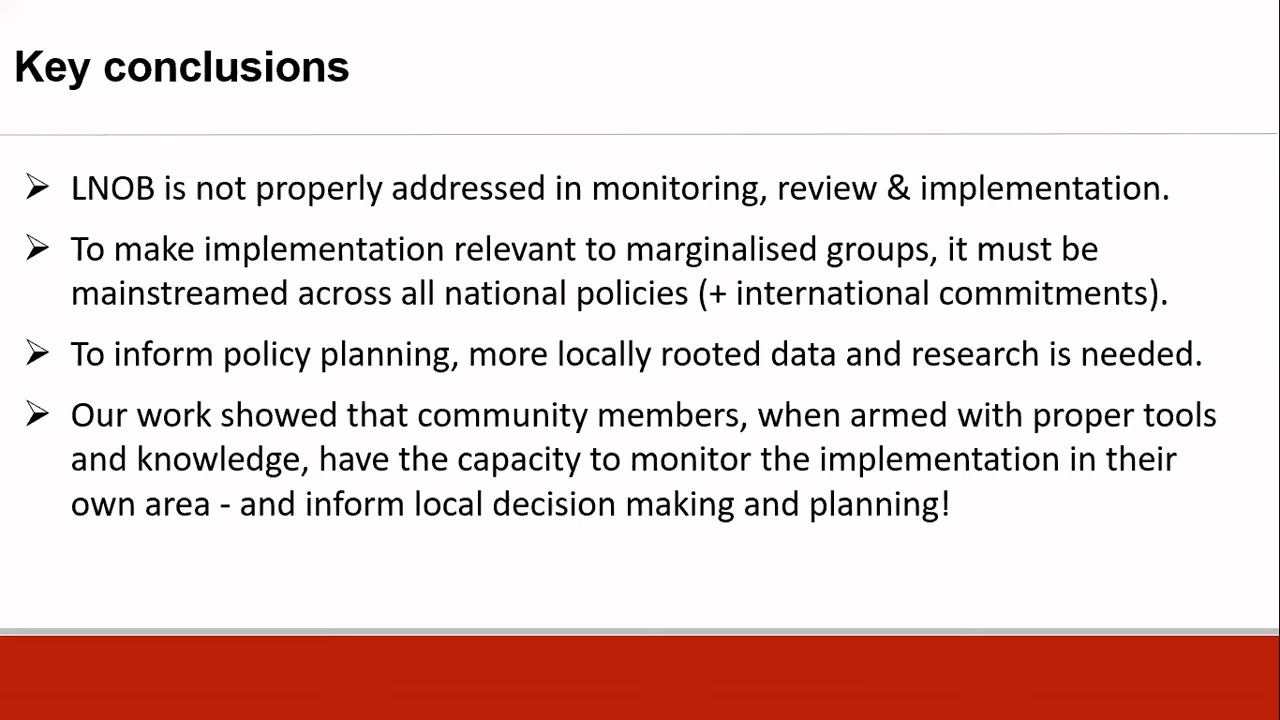 Key conclusions
➢ LNOB is not properly addressed in monitoring, review & implementation.
➢ To make implementation relevant to marginalised groups, it must be
mainstreamed across all national policies (+ international commitments).
➢ To inform policy planning, more locally rooted data and research is needed.
➢ Our work showed that community members, when armed with proper tools
and knowledge, have the capacity to monitor the implementation in their
own area - and inform local decision making and planning!